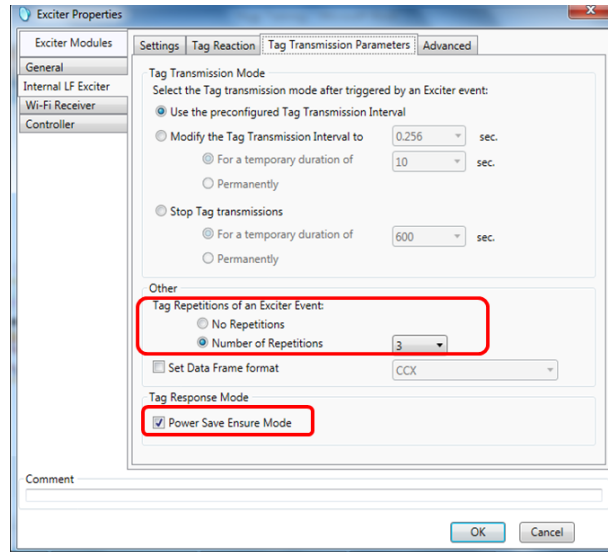 Exciter Properties
Exciter Modules
General
Internal LF Exciter
Wi-Fi Receiver
Controller
Settings Tag Reaction Tag Transmission Parameters Advanced
Tag Transmission Mode
Select the Tag transmission mode after triggered by an Exciter event:
Use the preconfigured Tag Transmission Interval
Modify the Tag Transmission Interval to 0.256 sec.
For a temporary duration of 10 sec.
Permanently
Stop Tag transmissions
For a temporary duration of 600 sec.
Permanently
Other
Tag Repetitions of an Exciter Event:
No Repetitions
Number of Repetitions 3
Set Data Frame format CCX
Tag Response Mode
Power Save Ensure Mode
Comment
OK Cancel